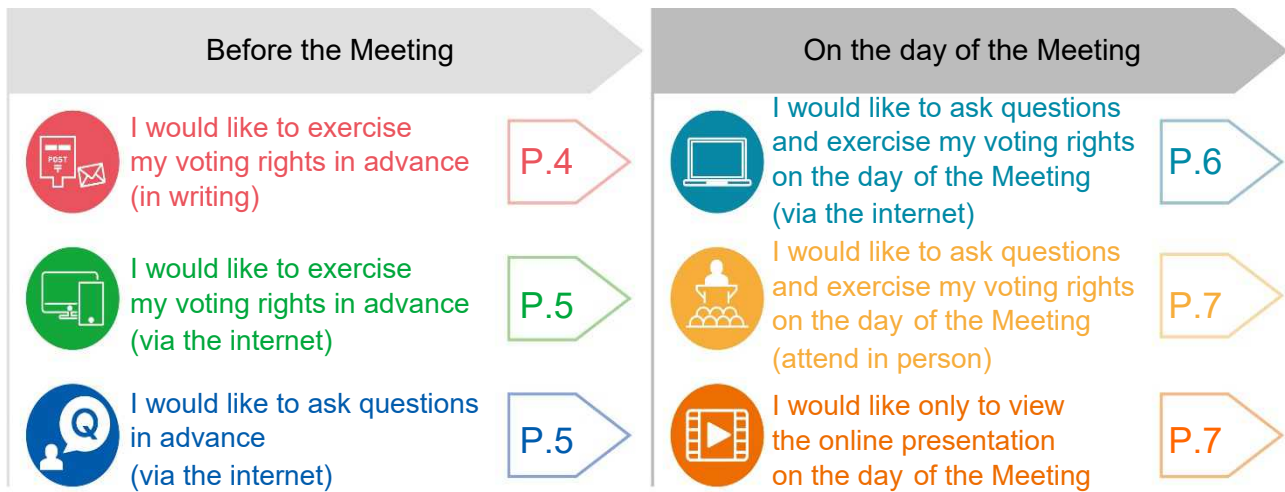 Before the Meeting
I would like to exercise
my voting rights in advance
(in writing)
POST
P.4
I would like to exercise
my voting rights in advance
(via the internet)
P.5
Q
I would like to ask questions
in advance
(via the internet)
P.5
On the day of the Meeting
I would like to ask questions
and exercise my voting rights
on the day of the Meeting
(via the internet)
P.6
I would like to ask questions
and exercise my voting rights
on the day of the Meeting
(attend in person)
P.7
I would like only to view
the online presentation
on the day of the Meeting
P.7